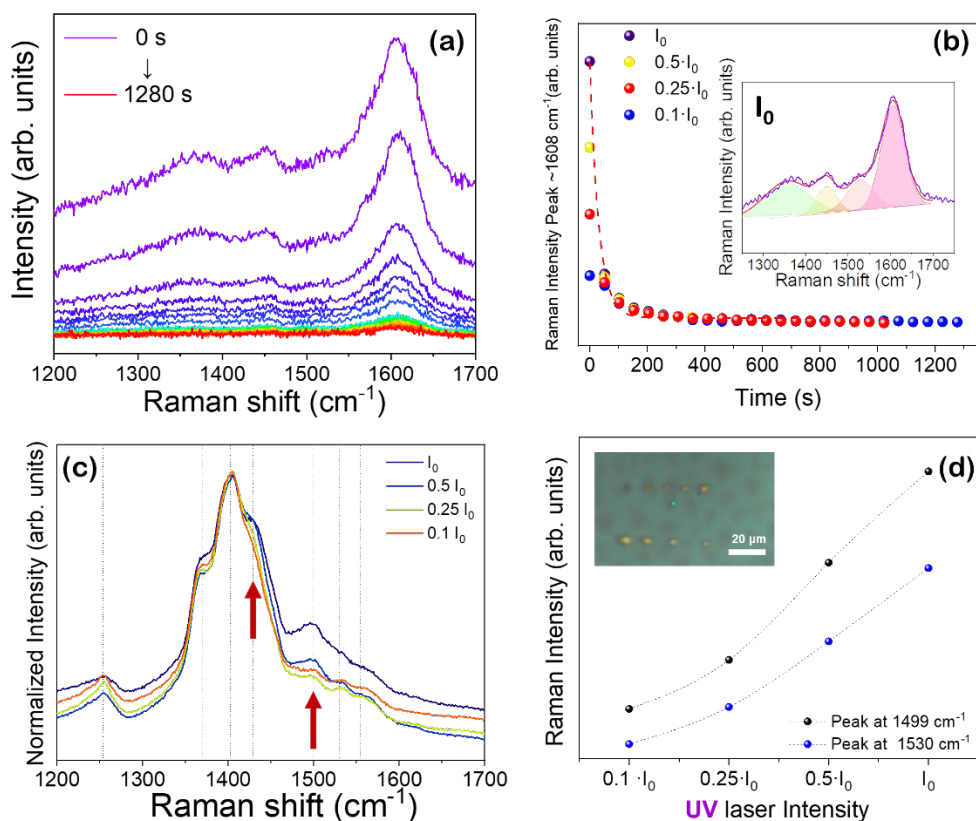 (a)
0 s
↓
1280 s
Intensity (arb. units)
1200 1300 1400 1500 1600 1700
Raman shift (cm⁻¹)
(b)
I₀
0.5·I₀
0.25·I₀
0.1·I₀
Raman Intensity Peak ~1608 cm⁻¹(arb. units)
0 200 400 600 800 1000 1200
Time (s)
I₀
Raman Intensity (arb. units)
1300 1400 1500 1600 1700
Raman shift (cm⁻¹)
(c)
I₀
0.5 I₀
0.25 I₀
0.1 I₀
Normalized Intensity (arb. units)
1200 1300 1400 1500 1600 1700
Raman shift (cm⁻¹)
(d)
20 µm
Raman Intensity (arb. units)
Peak at 1499 cm⁻¹
Peak at 1530 cm⁻¹
0.1·I₀ 0.25·I₀ 0.5·I₀ I₀
UV laser Intensity